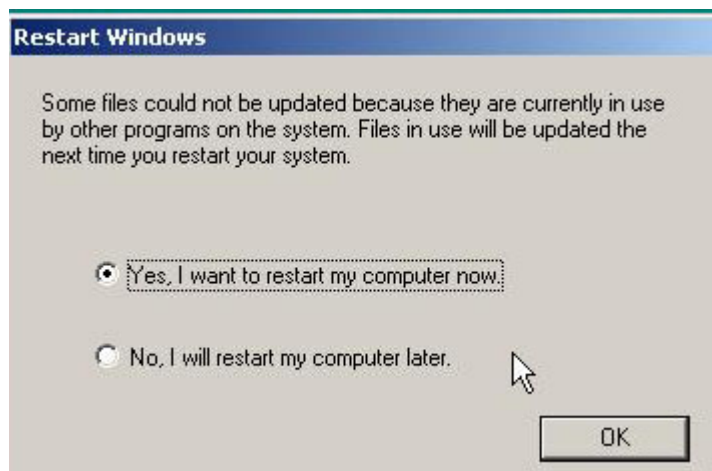 Restart Windows
Some files could not be updated because they are currently in use
by other programs on the system. Files in use will be updated the
next time you restart your system.
Yes, I want to restart my computer now.
No, I will restart my computer later.
OK